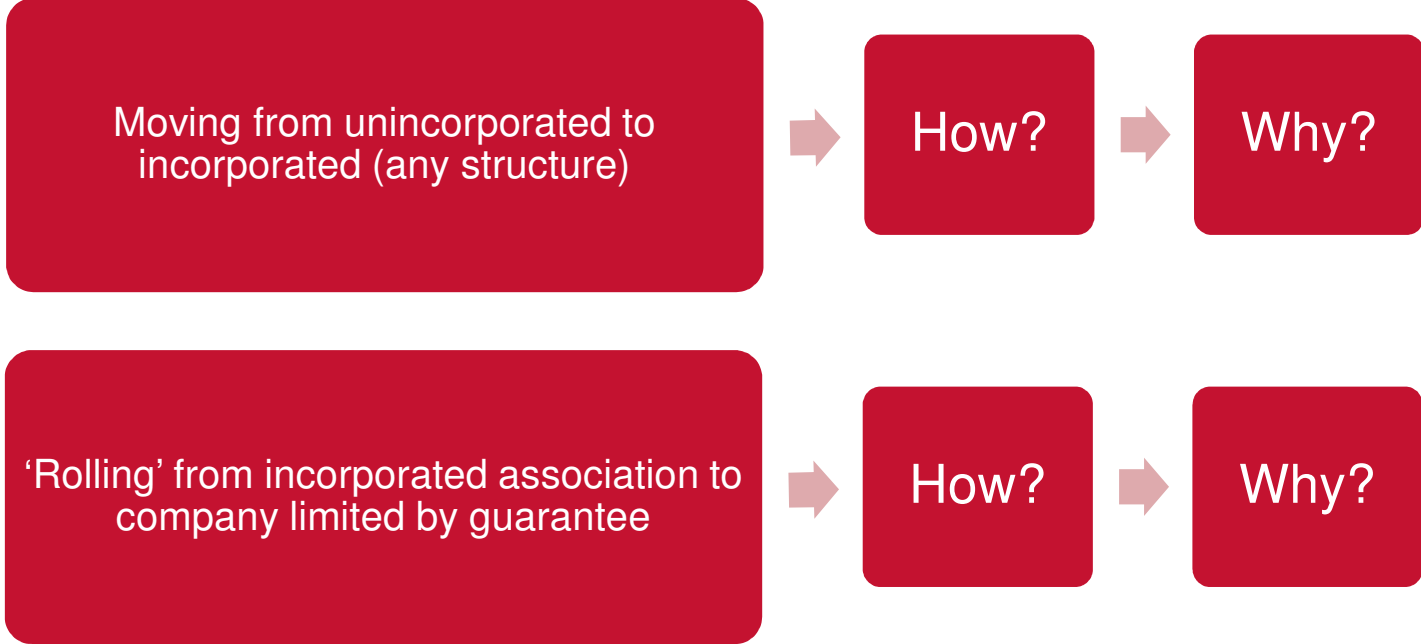 Moving from unincorporated to
incorporated (any structure)
How?
Why?
‘Rolling’ from incorporated association to
company limited by guarantee
How?
Why?